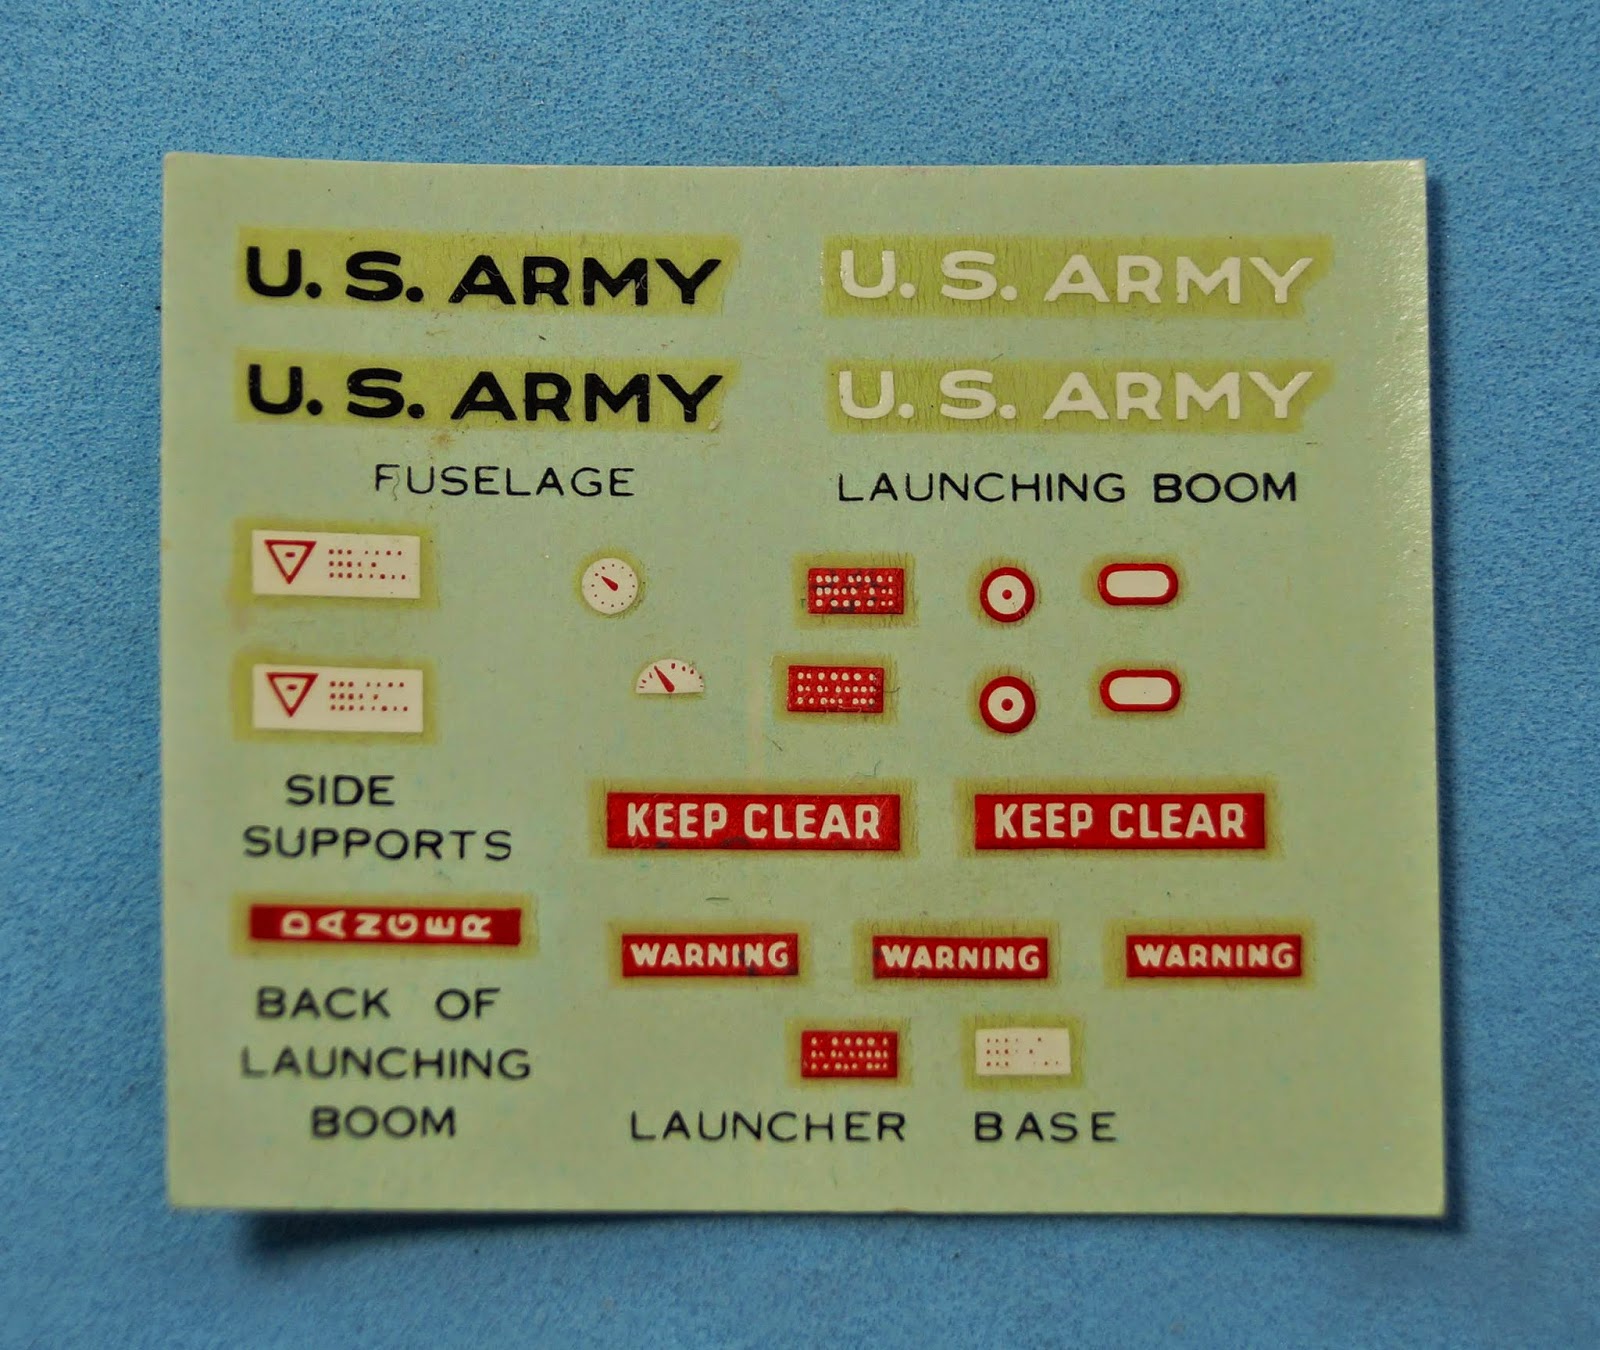 U. S. ARMY
U. S. ARMY
U. S. ARMY
U. S. ARMY
FUSELAGE
LAUNCHING BOOM
SIDE
SUPPORTS
KEEP CLEAR
KEEP CLEAR
DANGER
WARNING
WARNING
WARNING
BACK OF
LAUNCHING
BOOM
LAUNCHER BASE